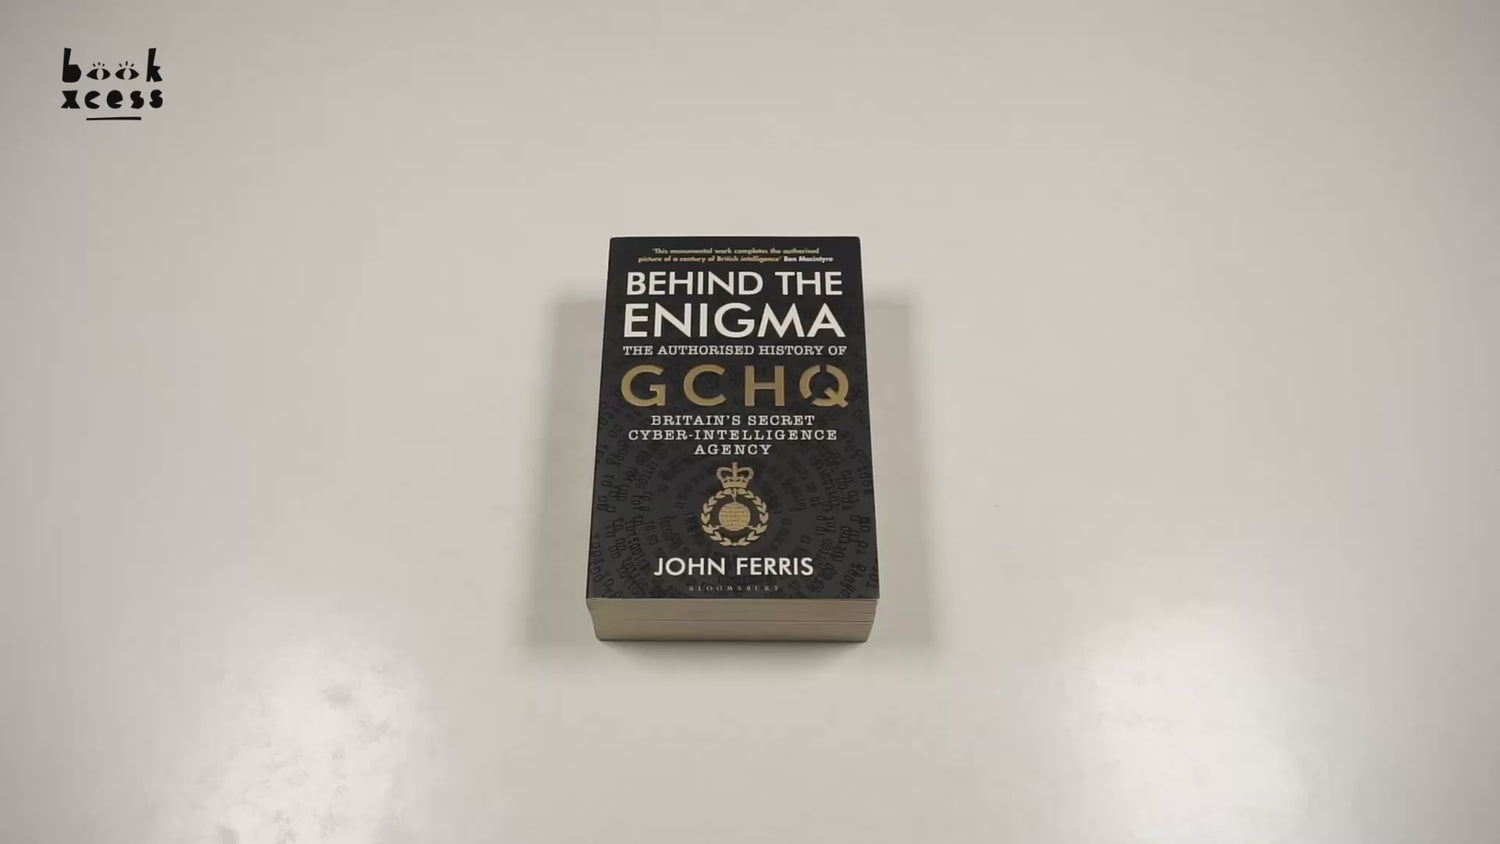 book
xcess
'This monumental work completes the authorised
picture of a century of British intelligence' Ben Macintyre
BEHIND THE
ENIGMA
THE AUTHORISED HISTORY OF
GCHQ
BRITAIN'S SECRET
CYBER-INTELLIGENCE
AGENCY
JOHN FERRIS
BLOOMSBURY